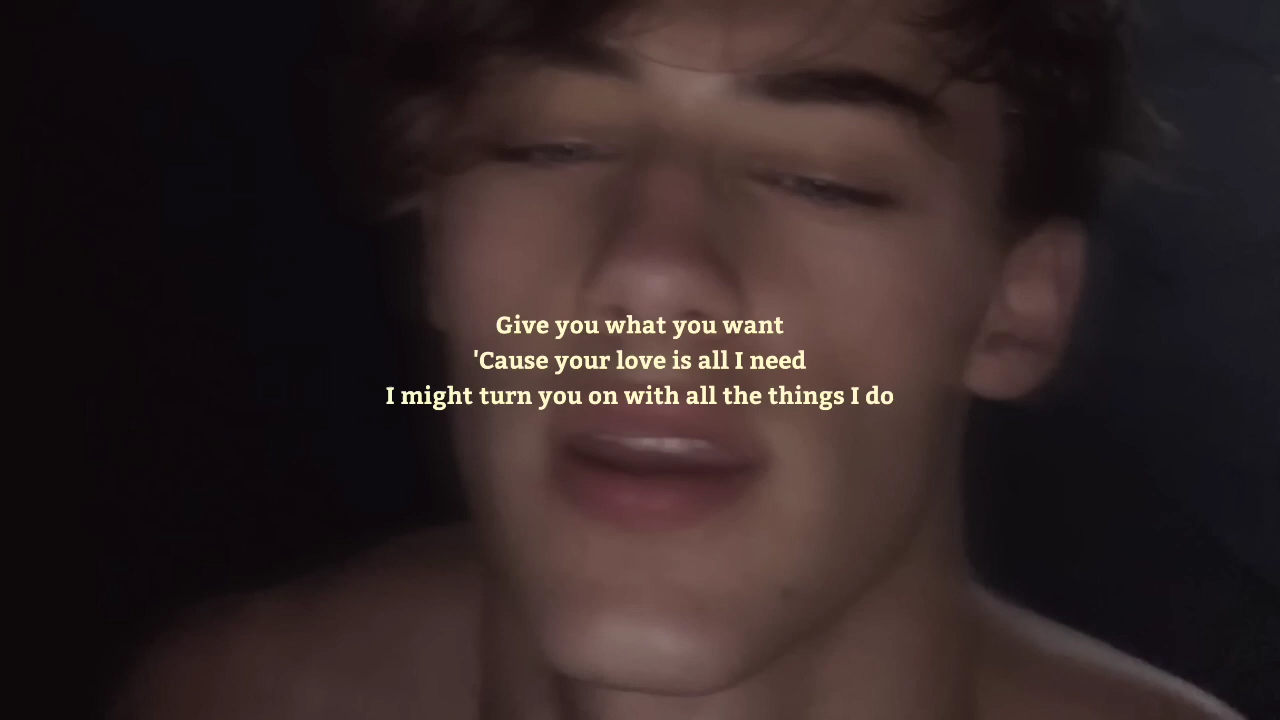 Give you what you want
'Cause your love is all I need
I might turn you on with all the things I do